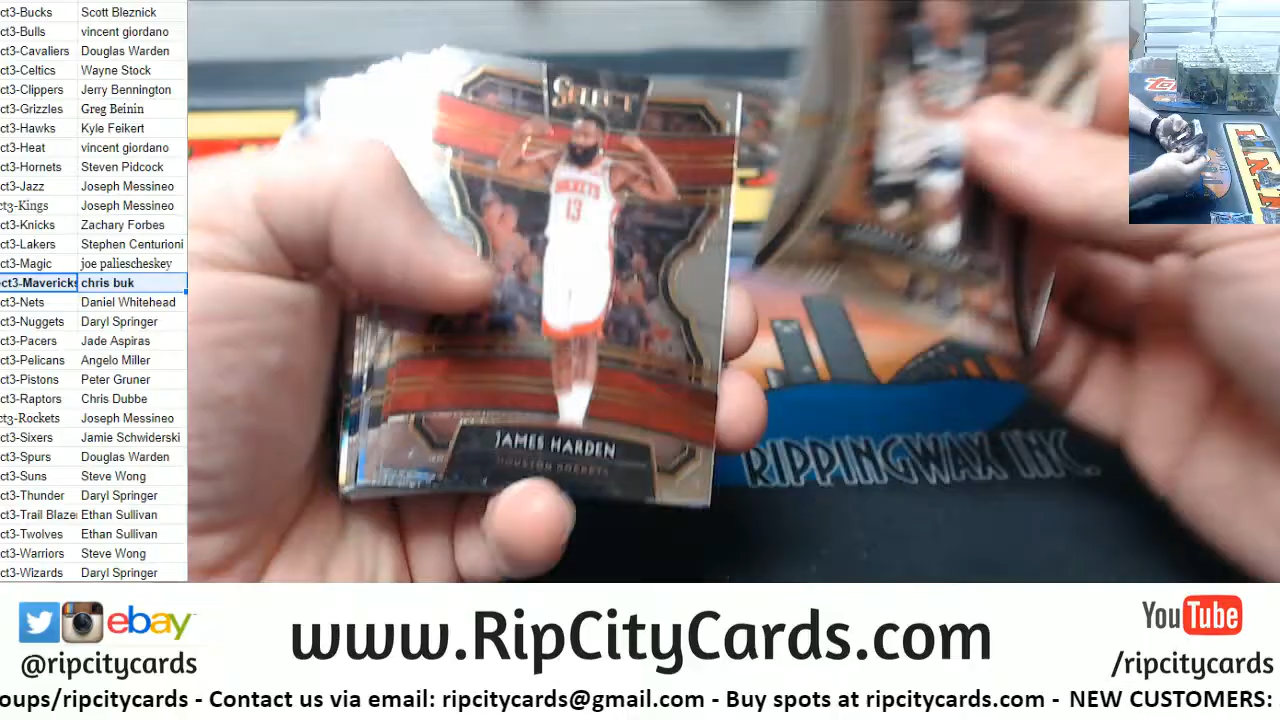 ct3-Bucks Scott Bleznick
ct3-Bulls vincent giordano
ct3-Cavaliers Douglas Warden
ct3-Celtics Wayne Stock
ct3-Clippers Jerry Bennington
ct3-Grizzles Greg Beinin
ct3-Hawks Kyle Feikert
ct3-Heat vincent giordano
ct3-Hornets Steven Pidcock
ct3-Jazz Joseph Messineo
ct3-Kings Joseph Messineo
ct3-Knicks Zachary Forbes
ct3-Lakers Stephen Centurioni
ct3-Magic joe paliescheskey
ect3-Mavericks chris buk
ct3-Nets Daniel Whitehead
ct3-Nuggets Daryl Springer
ct3-Pacers Jade Aspiras
ct3-Pelicans Angelo Miller
ct3-Pistons Peter Gruner
ct3-Raptors Chris Dubbe
ct3-Rockets Joseph Messineo
ct3-Sixers Jamie Schwiderski
ct3-Spurs Douglas Warden
ct3-Suns Steve Wong
ct3-Thunder Daryl Springer
ct3-Trail Blazer Ethan Sullivan
ct3-Twolves Ethan Sullivan
ct3-Warriors Steve Wong
ct3-Wizards Daryl Springer
SELECT
ROCKETS
13
JAMES HARDEN
HOUSTON ROCKETS
RIPPINGWAX INC.
ebay
@ripcitycards
www.RipCityCards.com
YouTube
/ripcitycards
oups/ripcitycards - Contact us via email: ripcitycards@gmail.com - Buy spots at ripcitycards.com - NEW CUSTOMERS: